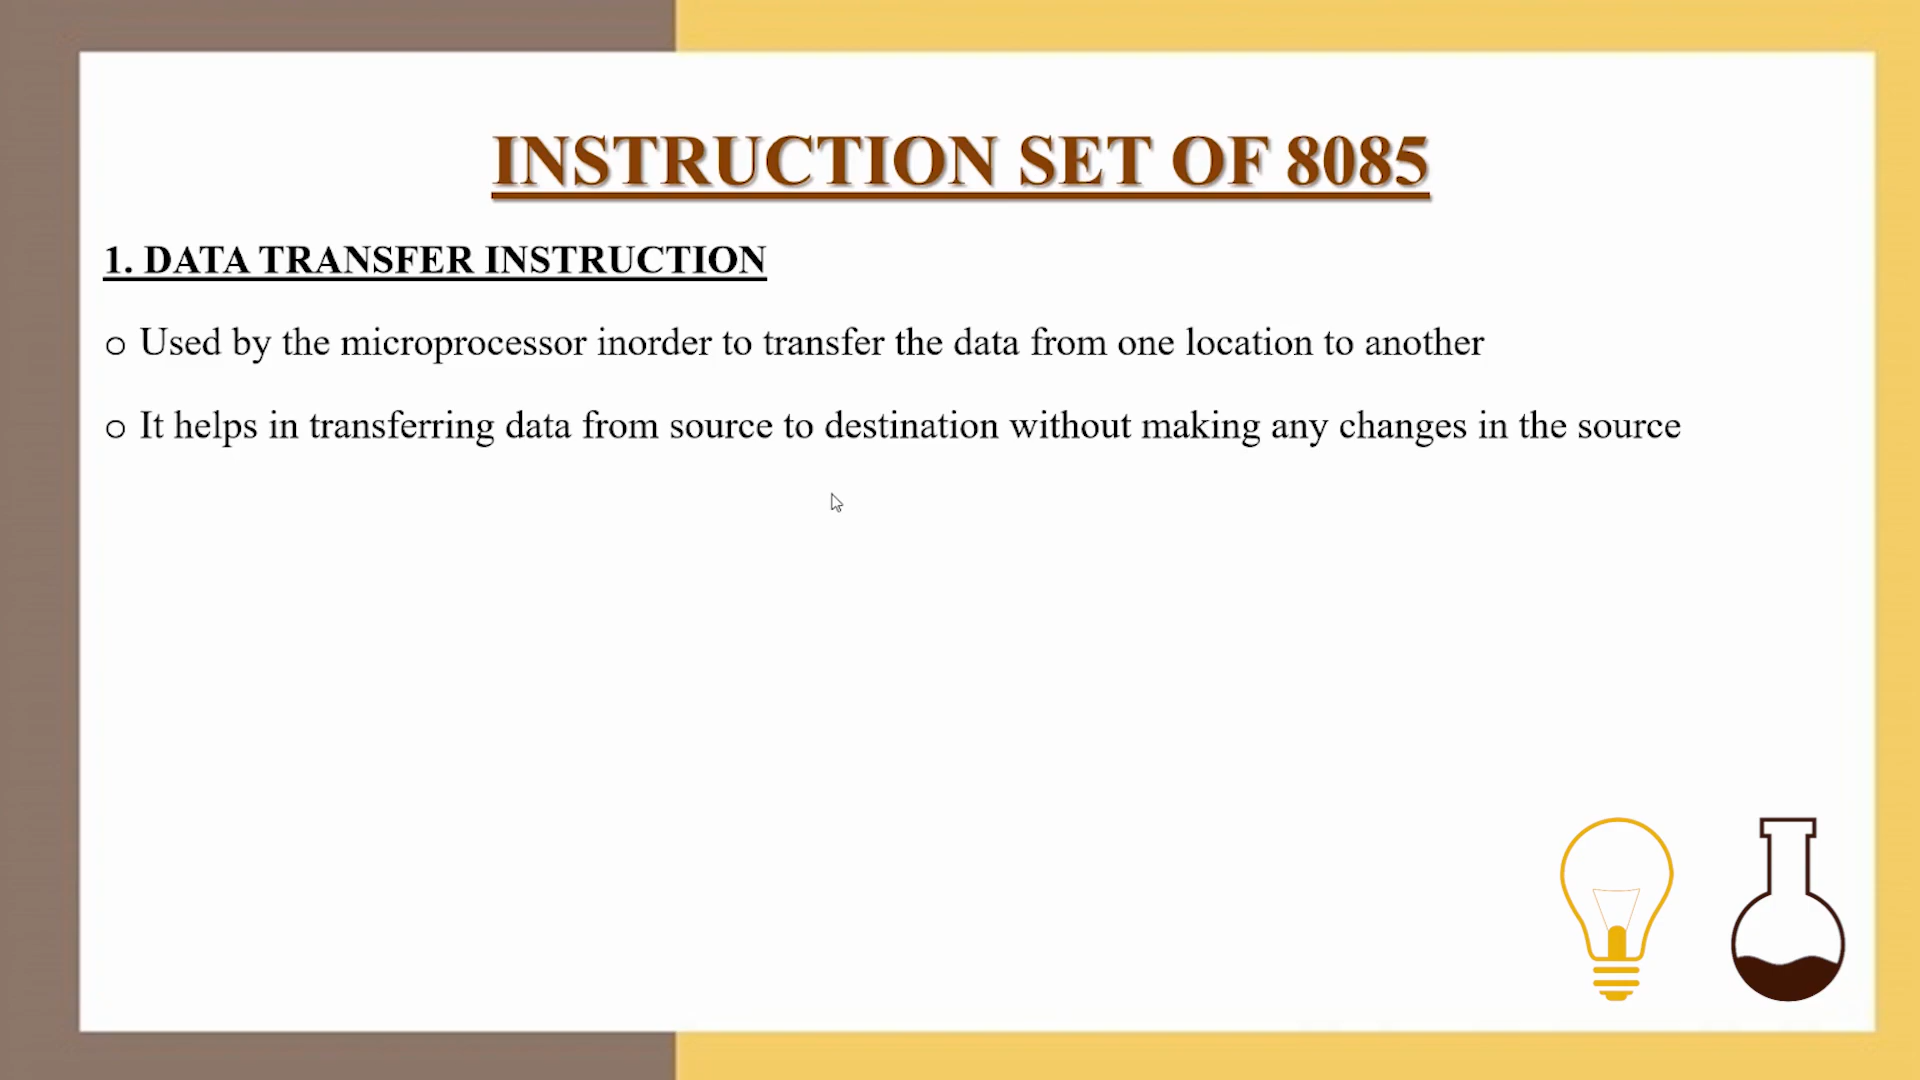 INSTRUCTION SET OF 8085
1. DATA TRANSFER INSTRUCTION
o Used by the microprocessor inorder to transfer the data from one location to another
o It helps in transferring data from source to destination without making any changes in the source